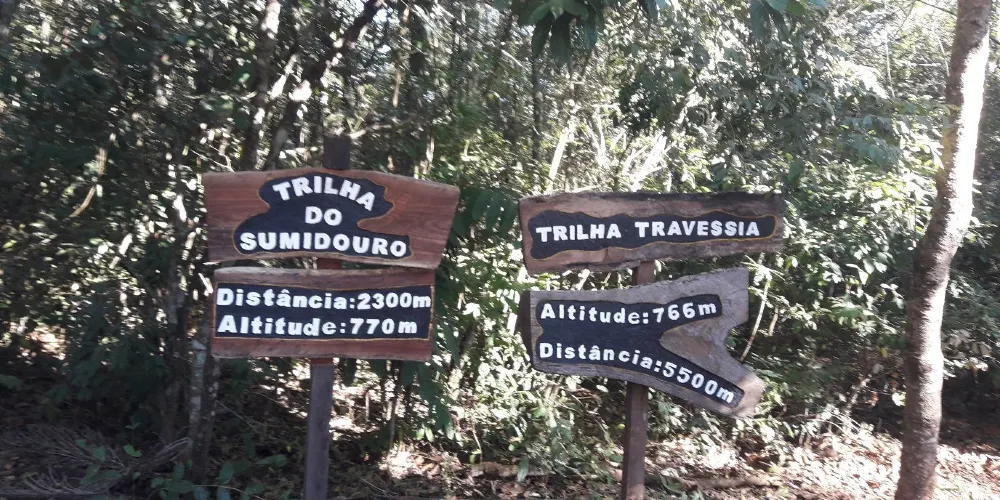 TRILHA
DO
SUMIDOURO
Distância:2300m
Altitude:770m
TRILHA TRAVESSIA
Altitude:766m
Distância:5500m